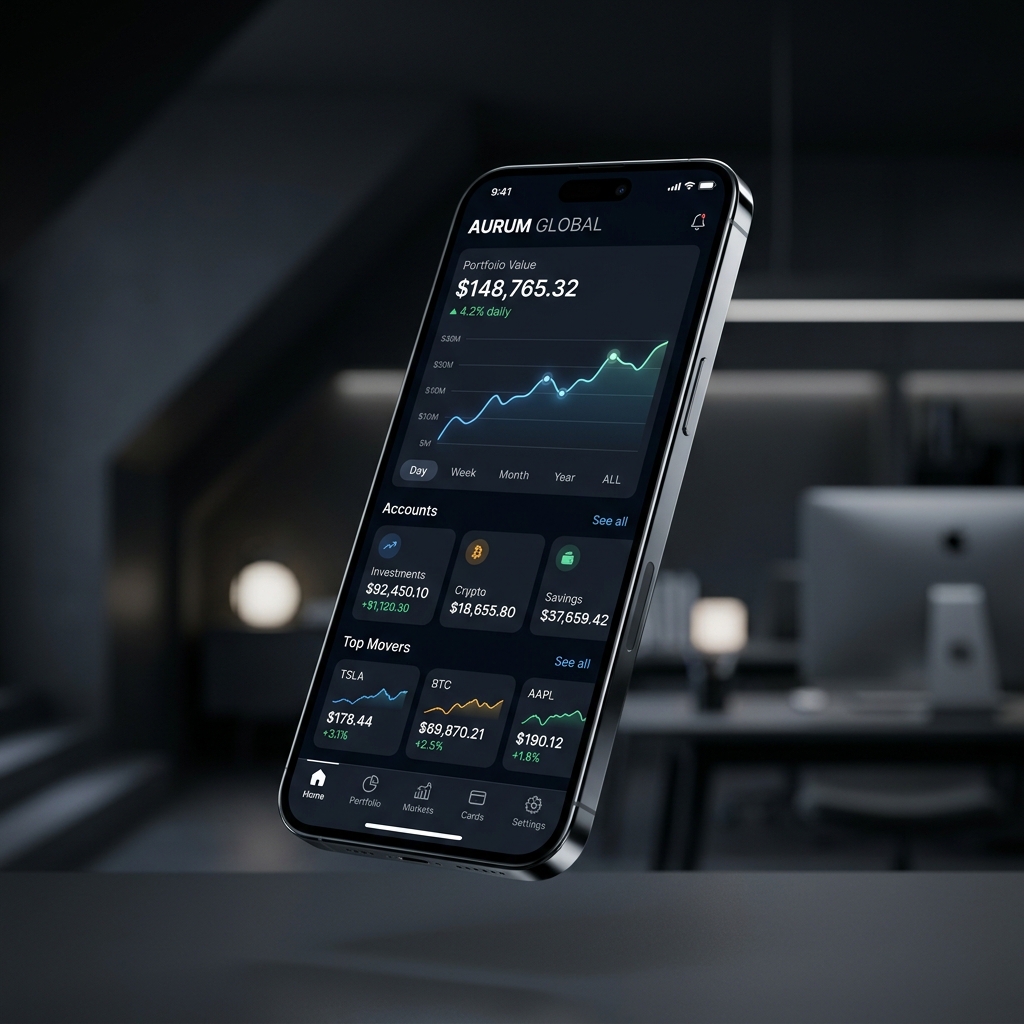 9:41
AURUM GLOBAL
Portfolio Value
$148,765.32
▲ 4.2% daily
$30M
$60M
$10M
$M
Day Week Month Year ALL
Accounts See all
Investments
$92,450.10
+$1,120.30
Crypto
$18,655.80
Savings
$37,659.42
Top Movers See all
TSLA
$178.44
+3.1%
BTC
$89,870.21
+2.5%
AAPL
$190.12
+1.8%
Home Portfolio Markets Cards Settings